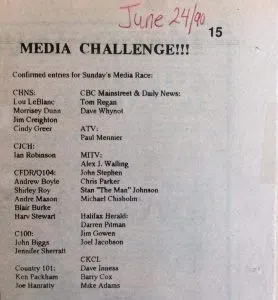 June 24/90
15
MEDIA CHALLENGE!!!
Confirmed entries for Sunday's Media Race:
CHNS:
Lou LeBlanc
Morrisey Dunn
Jim Creighton
Cindy Greer
CJCH:
Ian Robinson
CFDR/Q104:
Andrew Boyle
Shirley Roy
Andre Mason
Blair Burke
Harv Stewart
C100:
John Biggs
Jennifer Sherratt
Country 101:
Ken Packham
Joe Hanratty
CBC Mainstreet & Daily News:
Tom Regan
Dave Whynot
ATV:
Paul Mennier
MITV:
Alex J. Walling
John Stephen
Chris Parker
Stan "The Man" Johnson
Michael Chisholm
Halifax Herald:
Darren Pitman
Jim Gowen
Joel Jacobson
CKCL
Dave Inness
Barry Cox
Mike Adams